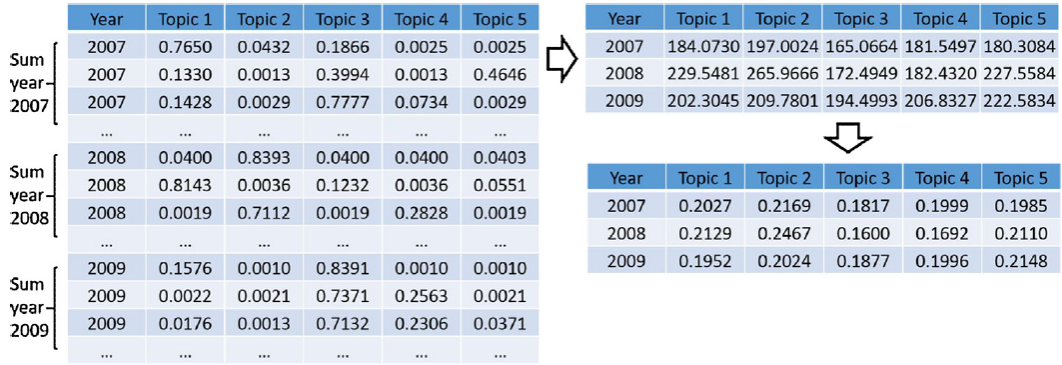 Year Topic 1 Topic 2 Topic 3 Topic 4 Topic 5
Sum year 2007
2007 0.7650 0.0432 0.1866 0.0025 0.0025
2007 0.1330 0.0013 0.3994 0.0013 0.4646
2007 0.1428 0.0029 0.7777 0.0734 0.0029
... ... ... ... ... ...
Sum year 2008
2008 0.0400 0.8393 0.0400 0.0400 0.0403
2008 0.8143 0.0036 0.1232 0.0036 0.0551
2008 0.0019 0.7112 0.0019 0.2828 0.0019
... ... ... ... ... ...
Sum year 2009
2009 0.1576 0.0010 0.8391 0.0010 0.0010
2009 0.0022 0.0021 0.7371 0.2563 0.0021
2009 0.0176 0.0013 0.7132 0.2306 0.0371
... ... ... ... ... ...
Year Topic 1 Topic 2 Topic 3 Topic 4 Topic 5
2007 184.0730 197.0024 165.0664 181.5497 180.3084
2008 229.5481 265.9666 172.4949 182.4320 227.5584
2009 202.3045 209.7801 194.4993 206.8327 222.5834
Year Topic 1 Topic 2 Topic 3 Topic 4 Topic 5
2007 0.2027 0.2169 0.1817 0.1999 0.1985
2008 0.2129 0.2467 0.1600 0.1692 0.2110
2009 0.1952 0.2024 0.1877 0.1996 0.2148